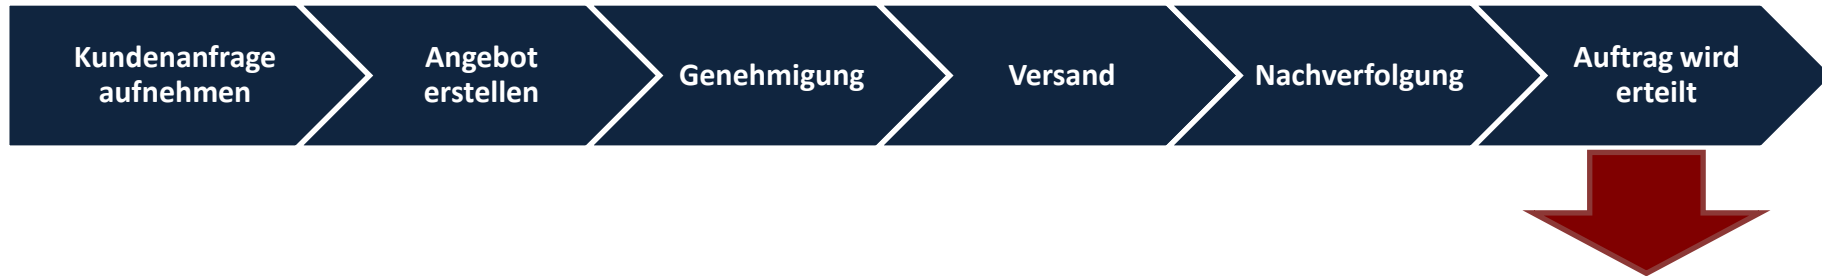 Kundenanfrage
aufnehmen
Angebot
erstellen
Genehmigung
Versand
Nachverfolgung
Auftrag wird
erteilt